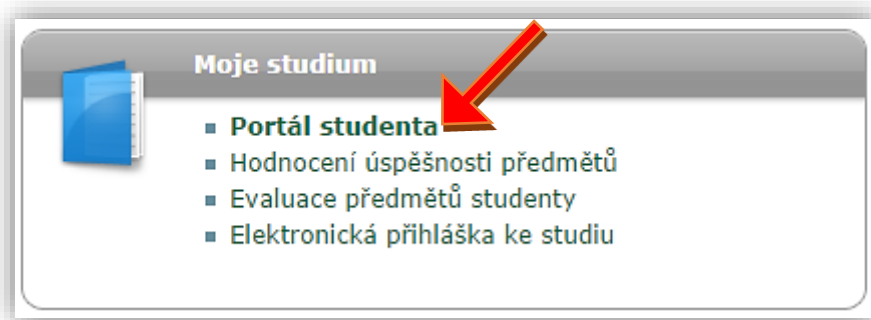 Moje studium
Portál studenta
Hodnocení úspěšnosti předmětů
Evaluace předmětů studenty
Elektronická přihláška ke studiu